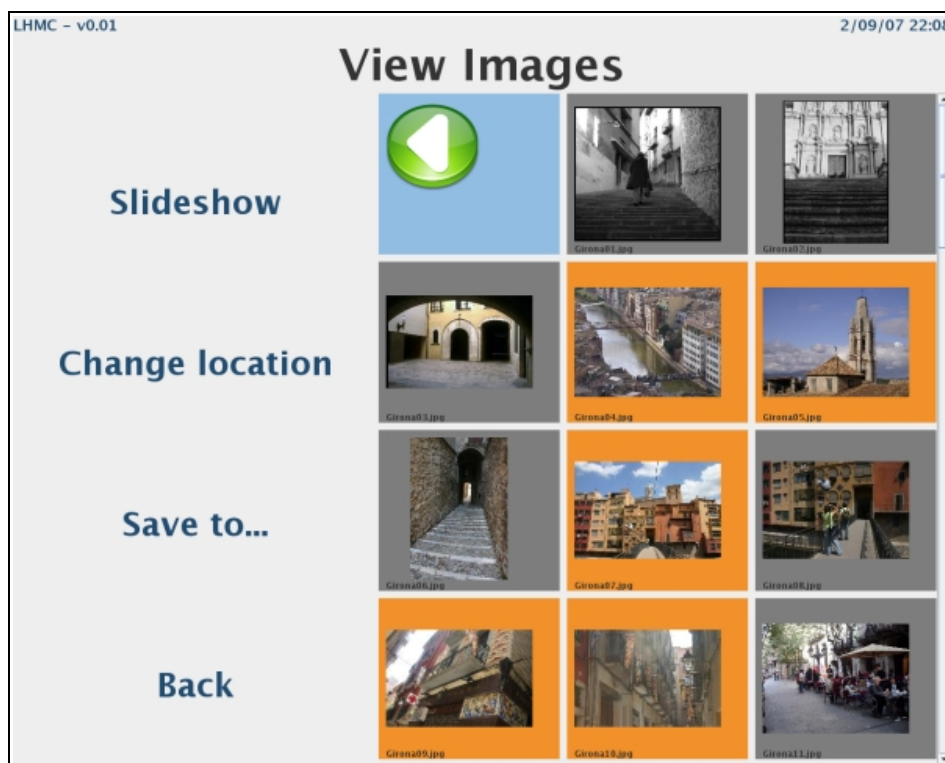 LHMC - v0.01
2/09/07 22:08
View Images
Slideshow
Change location
Save to...
Back
Girona01.jpg
Girona02.jpg
Girona03.jpg
Girona04.jpg
Girona05.jpg
Girona06.jpg
Girona07.jpg
Girona08.jpg
Girona09.jpg
Girona10.jpg
Girona11.jpg